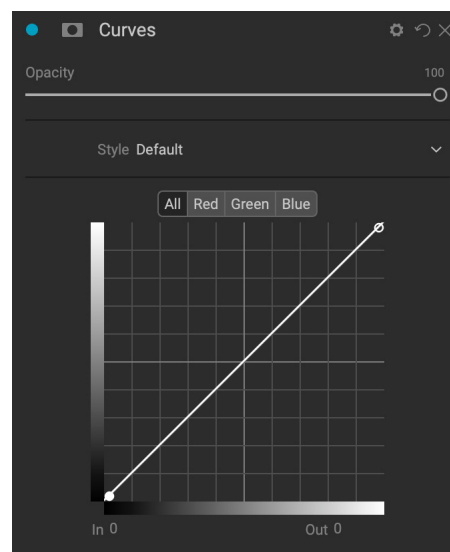 Curves
Opacity 100
Style Default
All Red Green Blue
In 0 Out 0